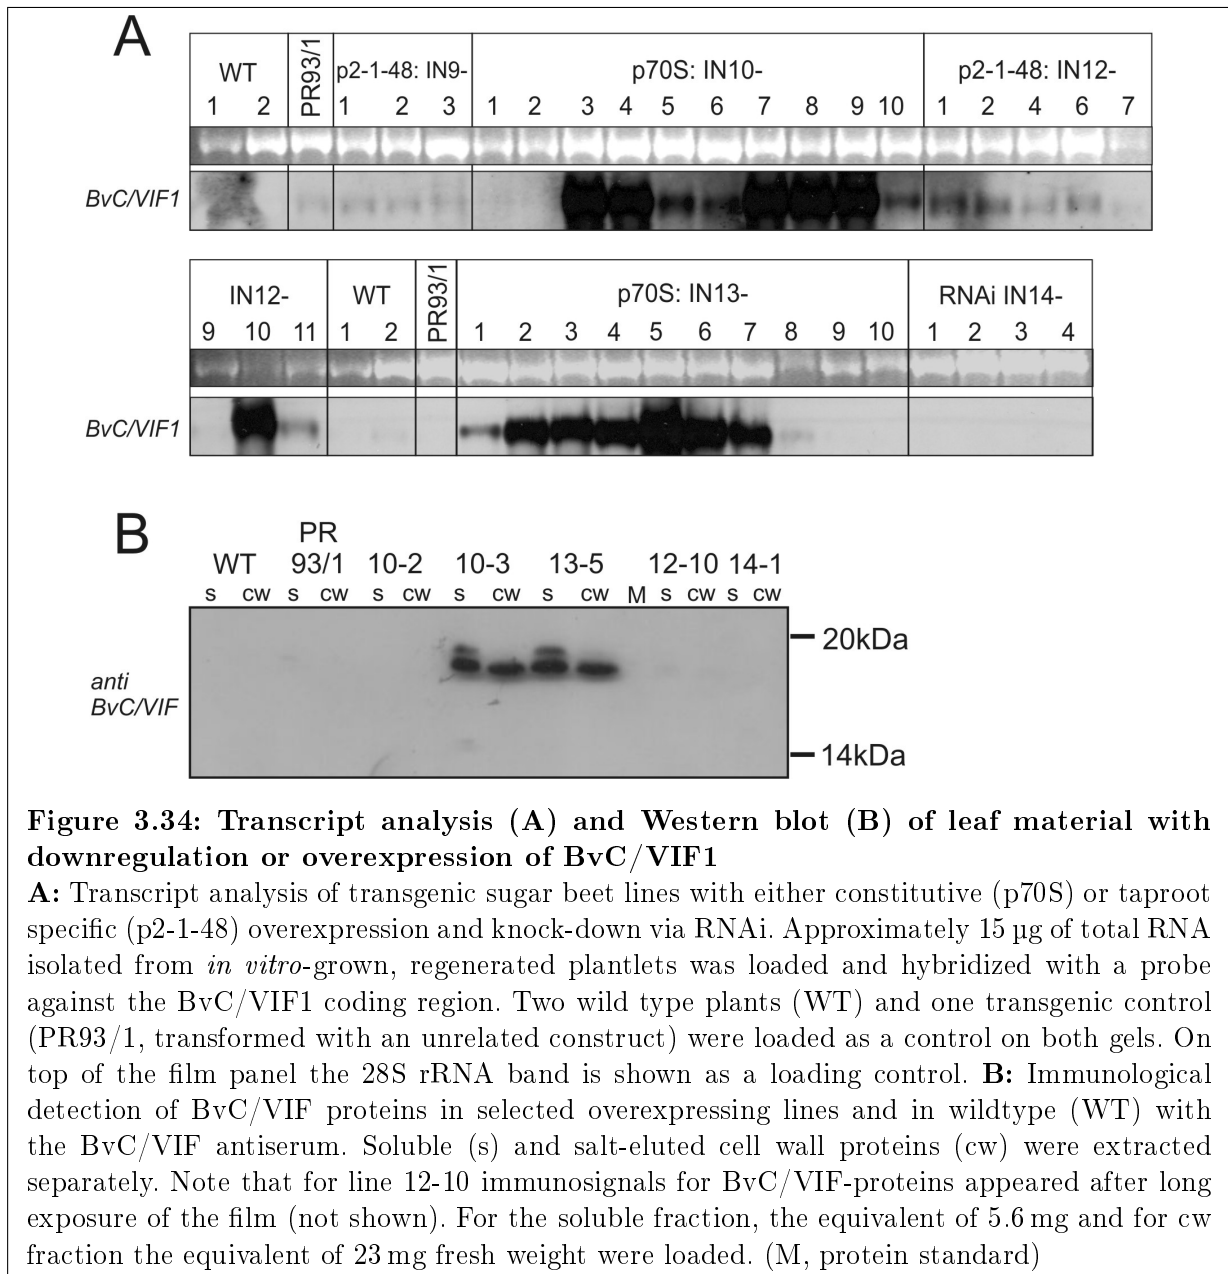 A
WT PR93/1 p2-1-48: IN9- p70S: IN10- p2-1-48: IN12-
1 2 1 2 3 1 2 3 4 5 6 7 8 9 10 1 2 4 6 7
BvC/VIF1
IN12- WT PR93/1 p70S: IN13- RNAi IN14-
9 10 11 1 2 1 2 3 4 5 6 7 8 9 10 1 2 3 4
BvC/VIF1
B
PR
WT 93/1 10-2 10-3 13-5 12-10 14-1
s cw s cw s cw s cw s cw M s cw s cw
20kDa
anti
BvC/VIF
14kDa
Figure 3.34: Transcript analysis (A) and Western blot (B) of leaf material with
downregulation or overexpression of BvC/VIF1
A: Transcript analysis of transgenic sugar beet lines with either constitutive (p70S) or taproot
specific (p2-1-48) overexpression and knock-down via RNAi. Approximately 15 µg of total RNA
isolated from in vitro-grown, regenerated plantlets was loaded and hybridized with a probe
against the BvC/VIF1 coding region. Two wild type plants (WT) and one transgenic control
(PR93/1, transformed with an unrelated construct) were loaded as a control on both gels. On
top of the film panel the 28S rRNA band is shown as a loading control. B: Immunological
detection of BvC/VIF proteins in selected overexpressing lines and in wildtype (WT) with
the BvC/VIF antiserum. Soluble (s) and salt-eluted cell wall proteins (cw) were extracted
separately. Note that for line 12-10 immunosignals for BvC/VIF-proteins appeared after long
exposure of the film (not shown). For the soluble fraction, the equivalent of 5.6 mg and for cw
fraction the equivalent of 23 mg fresh weight were loaded. (M, protein standard)